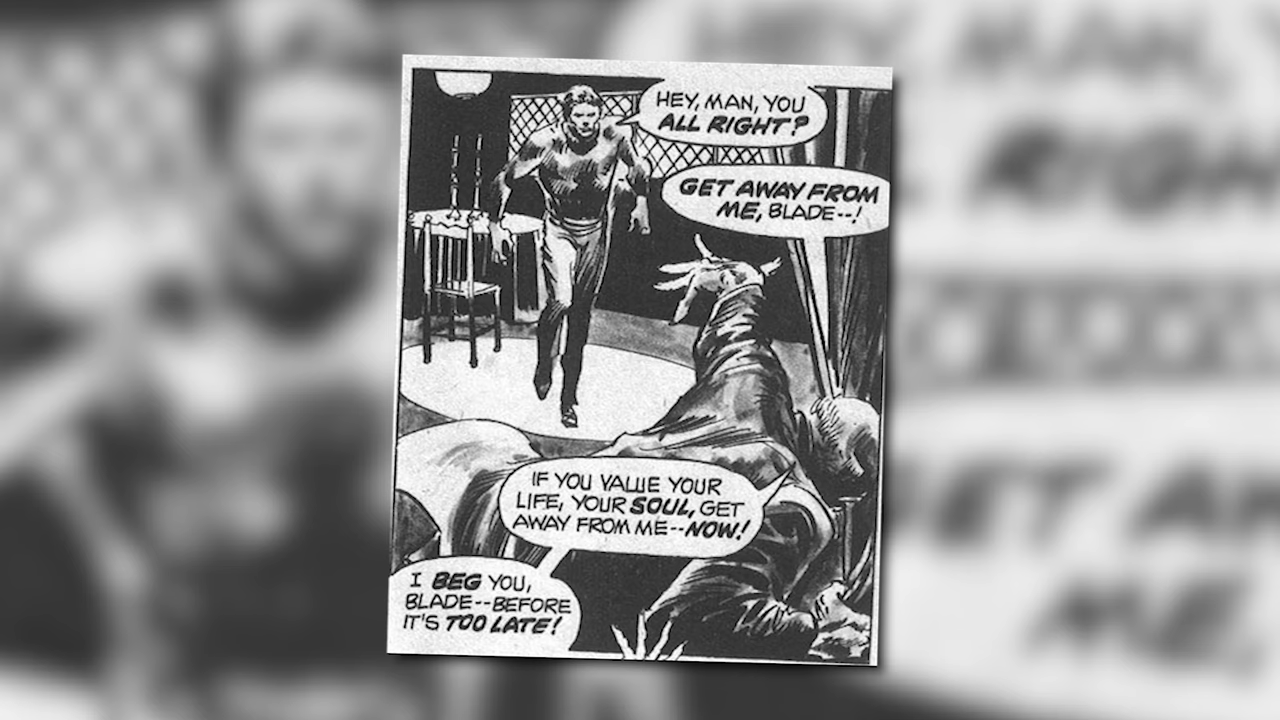 HEY, MAN, YOU
ALL RIGHT?
GET AWAY FROM
ME, BLADE--!
IF YOU VALUE YOUR
LIFE, YOUR SOUL, GET
AWAY FROM ME--NOW!
I BEG YOU,
BLADE--BEFORE
IT'S TOO LATE!